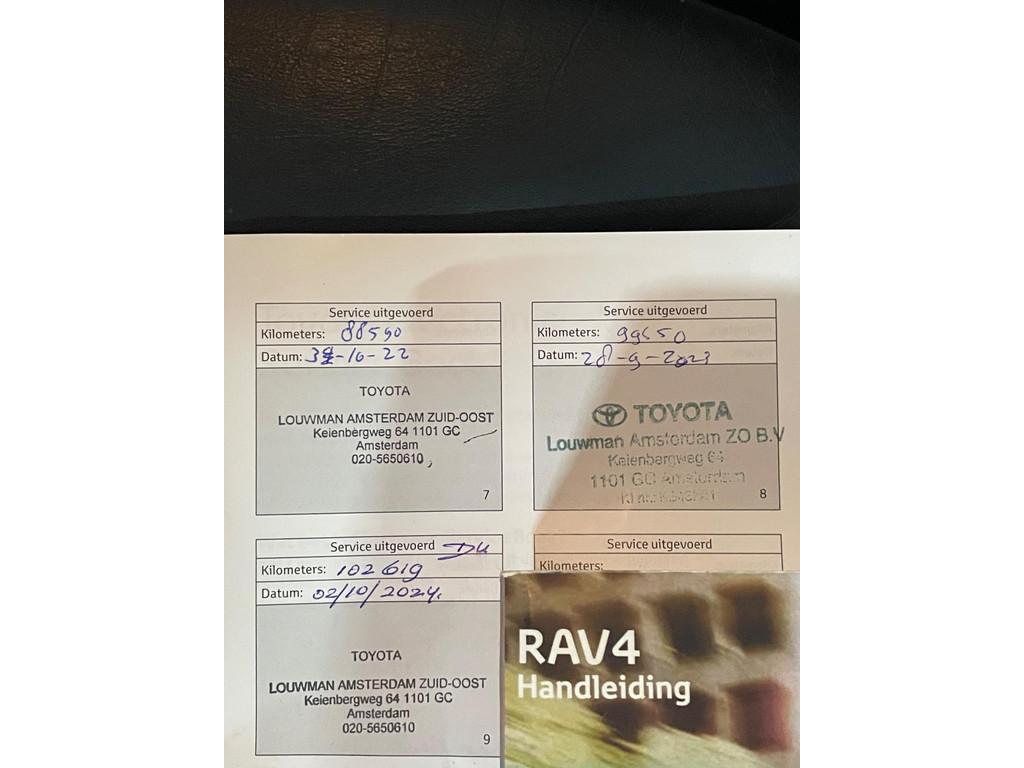 Service uitgevoerd
Kilometers: 88590
Datum: -10-22
TOYOTA
LOUWMAN AMSTERDAM ZUID-OOST
Keienbergweg 64 1101 GC
Amsterdam
020-5650610
7
Service uitgevoerd
Kilometers:
Datum: 28-9-2023
TOYOTA
Louwman Amsterdam ZO B.V
Keienbergweg 64
1101 GC Amsterdam
8
Service uitgevoerd
Kilometers: 102619
Datum: 02/10/2024.
TOYOTA
LOUWMAN AMSTERDAM ZUID-OOST
Keienbergweg 64 1101 GC
Amsterdam
020-5650610
9
Service uitgevoerd
Kilometers:
RAV4
Handleiding